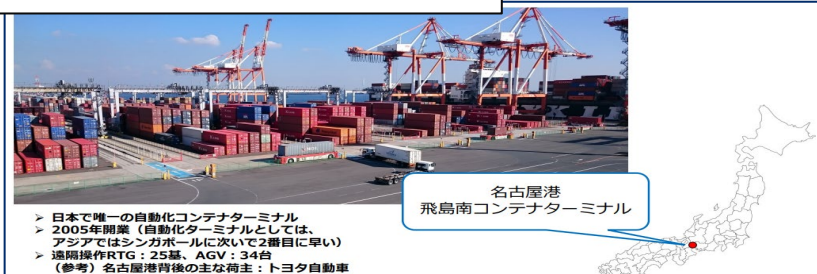 名古屋港
飛島南コンテナターミナル
➢ 日本で唯一の自動化コンテナターミナル
➢ 2005年開業（自動化ターミナルとしては、
アジアではシンガポールに次いで2番目に早い）
➢ 遠隔操作RTG：25基、AGV：34台
（参考）名古屋港背後の主な荷主：トヨタ自動車